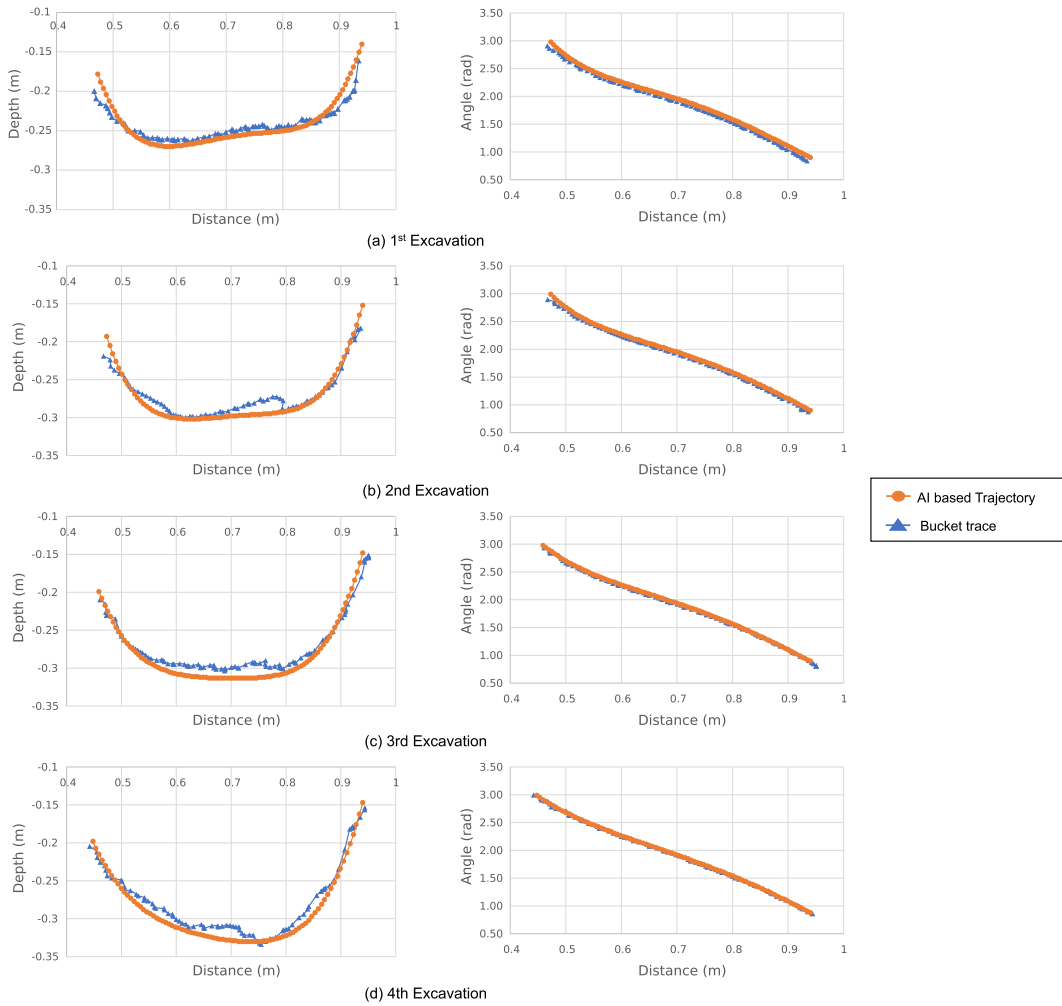 -0.1
0.4 0.5 0.6 0.7 0.8 0.9 1
-0.15
-0.2
-0.25
-0.3
-0.35
Depth (m)
Distance (m)
3.50
3.00
2.50
2.00
1.50
1.00
0.50
0.4 0.5 0.6 0.7 0.8 0.9 1
Angle (rad)
Distance (m)
(a) 1st Excavation
-0.1
0.4 0.5 0.6 0.7 0.8 0.9 1
-0.15
-0.2
-0.25
-0.3
-0.35
Depth (m)
Distance (m)
3.50
3.00
2.50
2.00
1.50
1.00
0.50
0.4 0.5 0.6 0.7 0.8 0.9 1
Angle (rad)
Distance (m)
(b) 2nd Excavation
AI based Trajectory
Bucket trace
-0.1
0.4 0.5 0.6 0.7 0.8 0.9 1
-0.15
-0.2
-0.25
-0.3
-0.35
Depth (m)
Distance (m)
3.50
3.00
2.50
2.00
1.50
1.00
0.50
0.4 0.5 0.6 0.7 0.8 0.9 1
Angle (rad)
Distance (m)
(c) 3rd Excavation
-0.1
0.4 0.5 0.6 0.7 0.8 0.9 1
-0.15
-0.2
-0.25
-0.3
-0.35
Depth (m)
Distance (m)
3.50
3.00
2.50
2.00
1.50
1.00
0.50
0.4 0.5 0.6 0.7 0.8 0.9 1
Angle (rad)
Distance (m)
(d) 4th Excavation